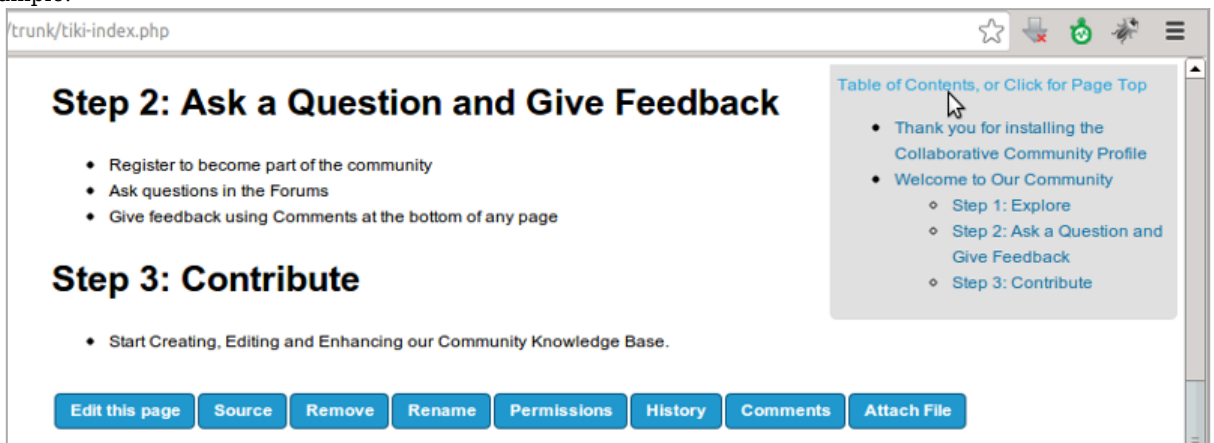 /trunk/tiki-index.php
Step 2: Ask a Question and Give Feedback
Register to become part of the community
Ask questions in the Forums
Give feedback using Comments at the bottom of any page
Step 3: Contribute
Start Creating, Editing and Enhancing our Community Knowledge Base.
Table of Contents, or Click for Page Top
Thank you for installing the
Collaborative Community Profile
Welcome to Our Community
Step 1: Explore
Step 2: Ask a Question and
Give Feedback
Step 3: Contribute
Edit this page Source Remove Rename Permissions History Comments Attach File